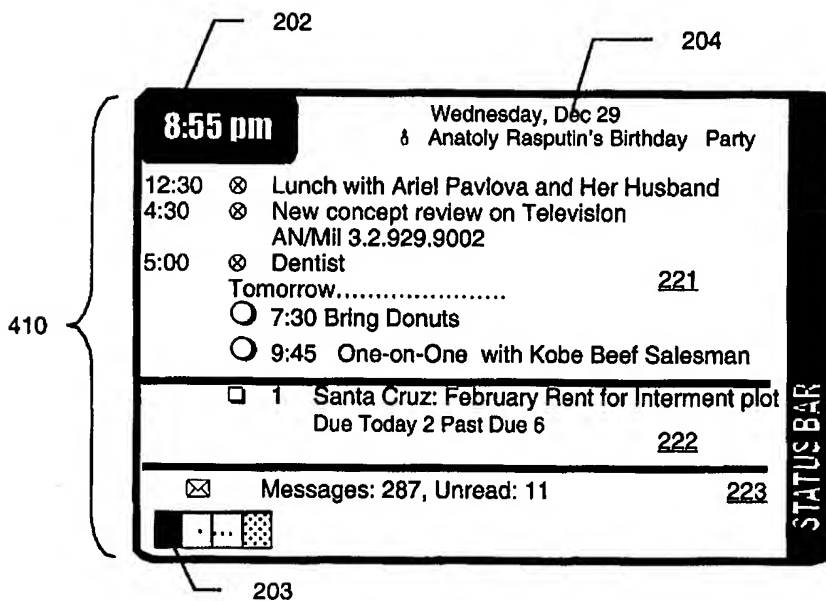 202
204
8:55 pm
Wednesday, Dec 29
Anatoly Rasputin's Birthday Party
12:30 Lunch with Ariel Pavlova and Her Husband
4:30 New concept review on Television
AN/Mil 3.2.929.9002
5:00 Dentist
221
Tomorrow......................
7:30 Bring Donuts
410
9:45 One-on-One with Kobe Beef Salesman
1 Santa Cruz: February Rent for Interment plot
Due Today 2 Past Due 6
222
Messages: 287, Unread: 11
223
STATUS BAR
203